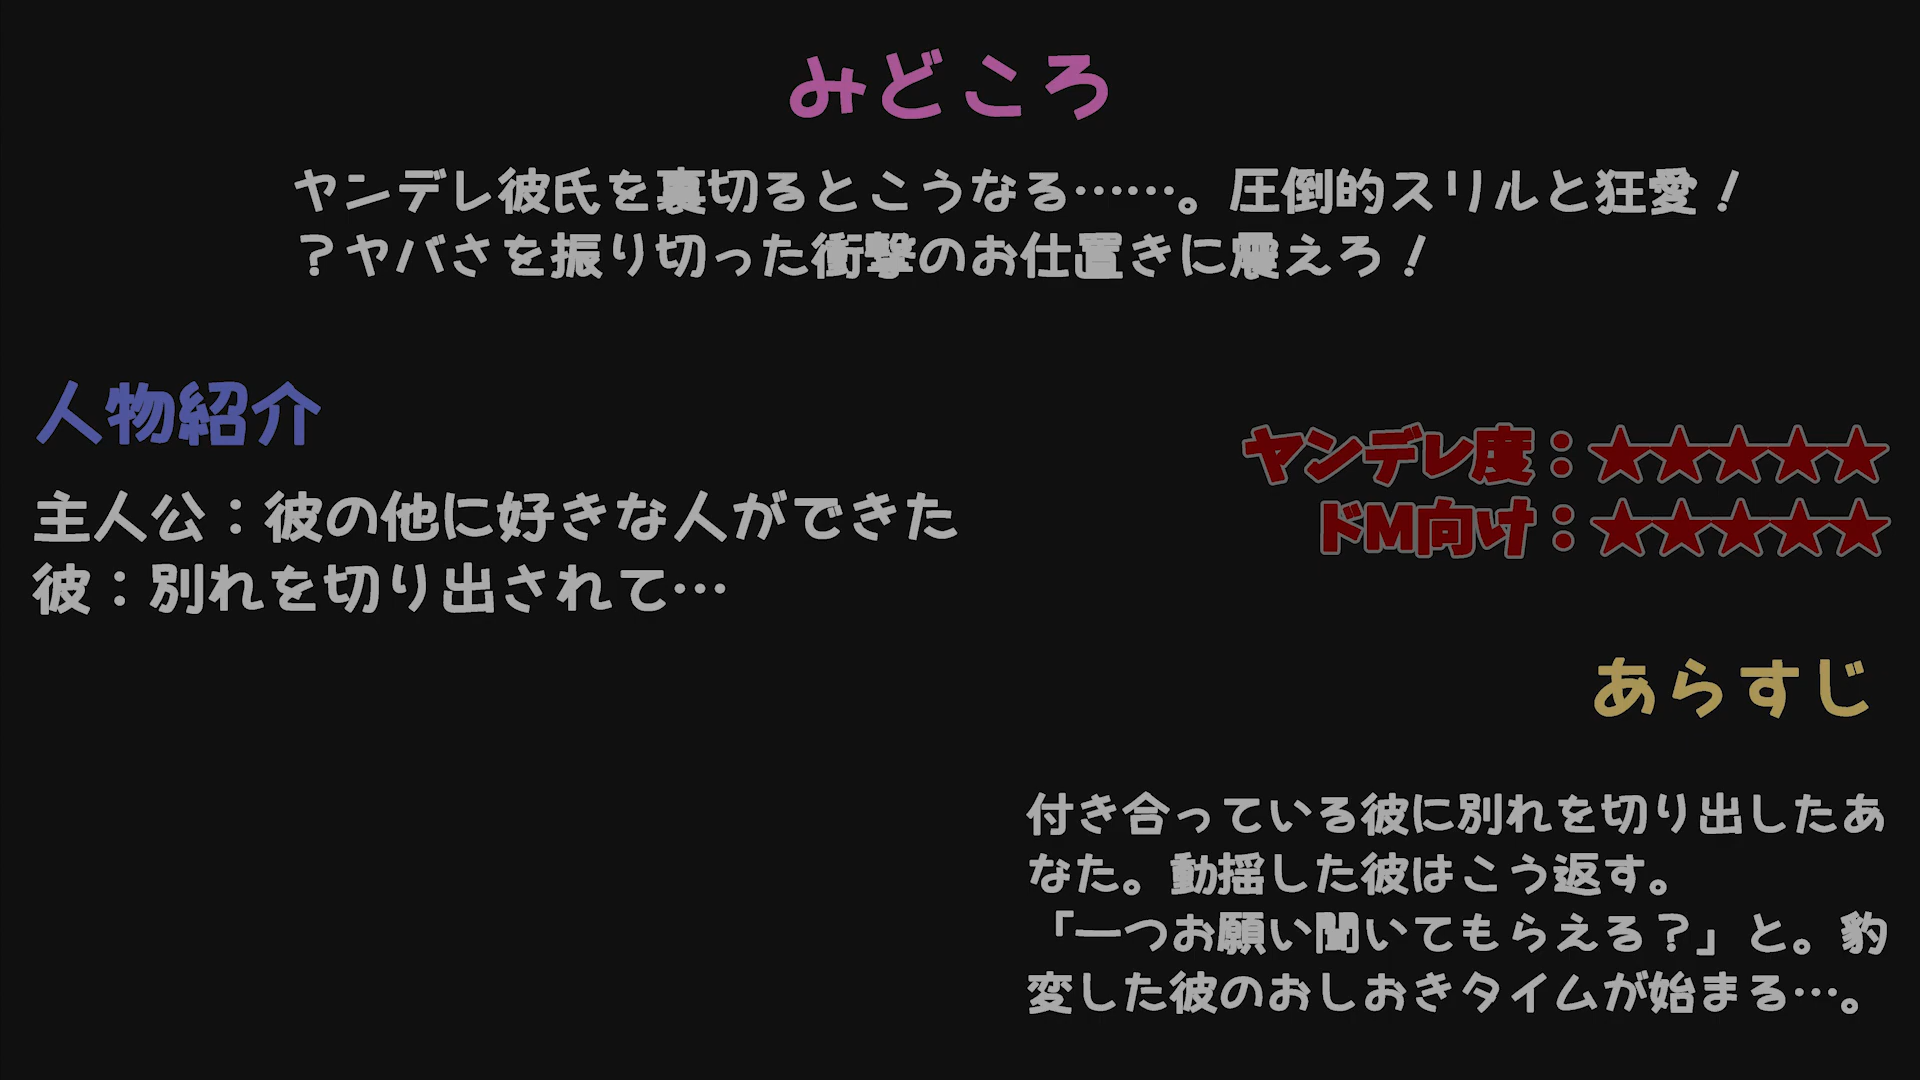 みどころ
ヤンデレ彼氏を裏切るとこうなる……。圧倒的スリルと狂愛！
？ヤバさを振り切った衝撃のお仕置きに震えろ！
人物紹介
主人公：彼の他に好きな人ができた
彼：別れを切り出されて…
ヤンデレ度：★★★★★
ドM向け：★★★★★
あらすじ
付き合っている彼に別れを切り出したあ
なた。動揺した彼はこう返す。
「一つお願い聞いてもらえる？」と。豹
変した彼のおしおきタイムが始まる…。